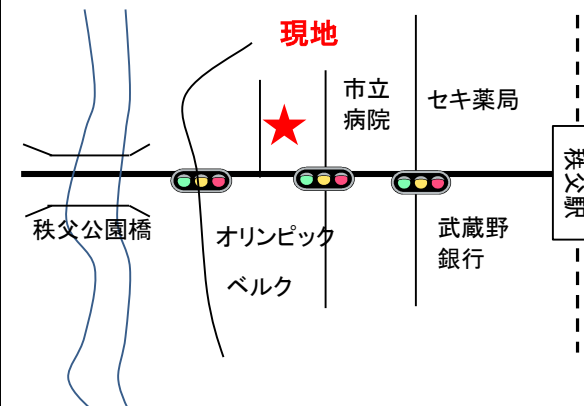 現地
市立
病院
セキ薬局
秩父駅
秩父公園橋
オリンピック
ベルク
武蔵野
銀行